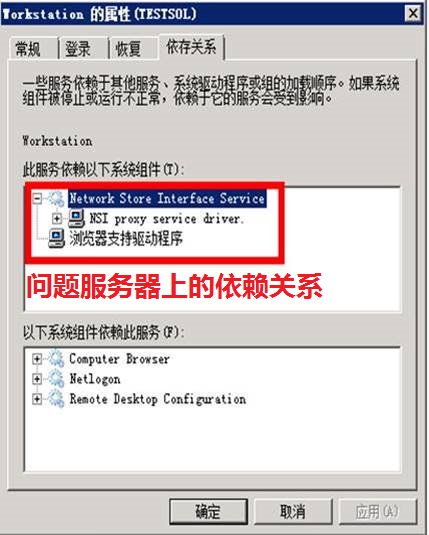 Workstation 的属性(TESTSOL)
常规 登录 恢复 依存关系
一些服务依赖于其他服务、系统驱动程序或组的加载顺序。如果系统
组件被停止或运行不正常，依赖于它的服务会受到影响。
Workstation
此服务依赖以下系统组件(T):
Network Store Interface Service
NSI proxy service driver.
浏览器支持驱动程序
问题服务器上的依赖关系
以下系统组件依赖此服务(F):
Computer Browser
Netlogon
Remote Desktop Configuration
确定 取消 应用(A)